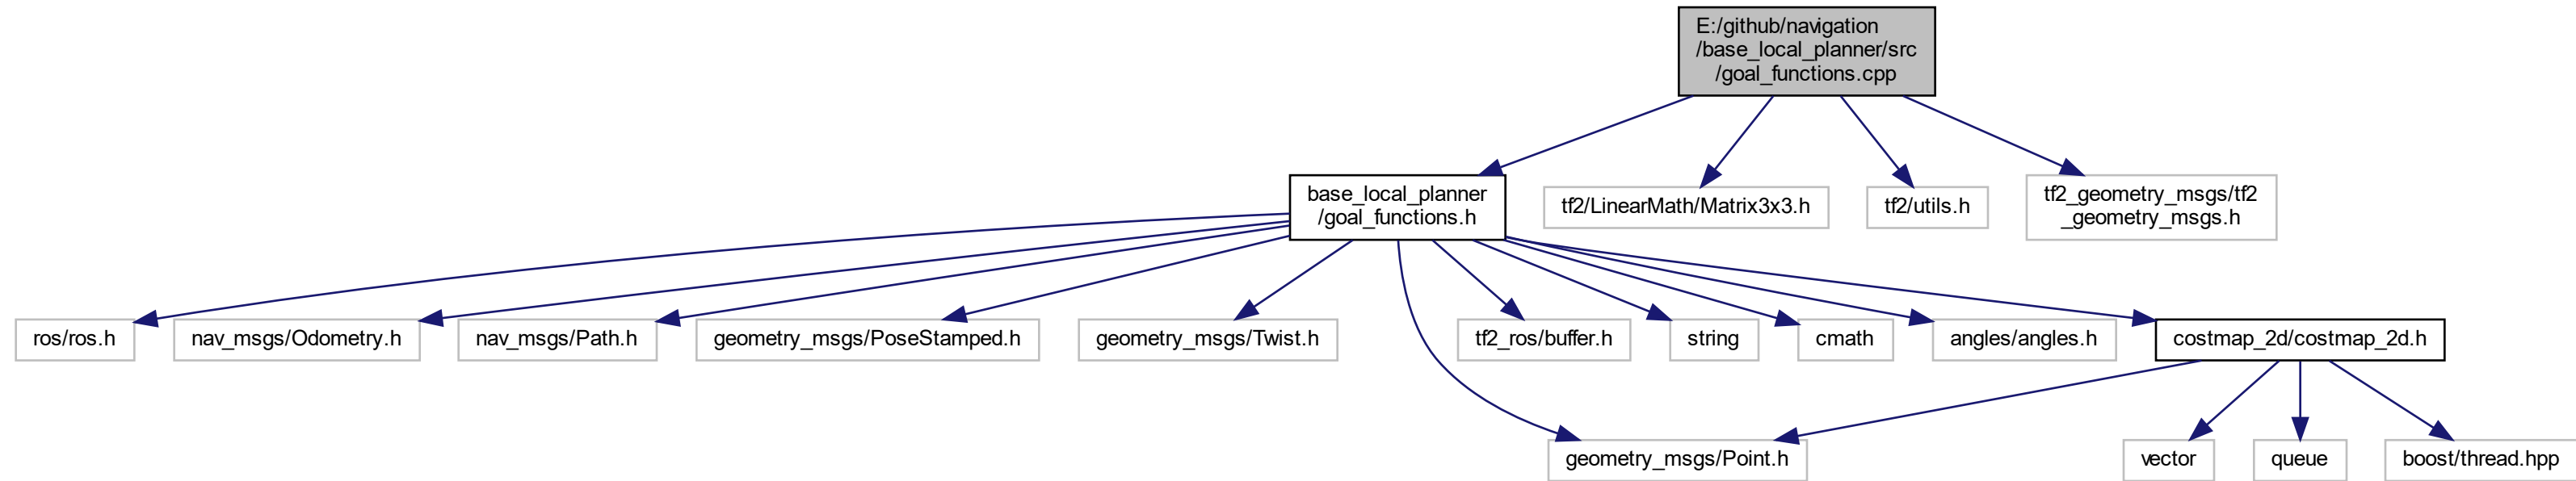 E:/github/navigation
/base_local_planner/src
/goal_functions.cpp
base_local_planner
/goal_functions.h
tf2/LinearMath/Matrix3x3.h
tf2/utils.h
tf2_geometry_msgs/tf2
_geometry_msgs.h
ros/ros.h
nav_msgs/Odometry.h
nav_msgs/Path.h
geometry_msgs/PoseStamped.h
geometry_msgs/Twist.h
tf2_ros/buffer.h
string
cmath
angles/angles.h
costmap_2d/costmap_2d.h
geometry_msgs/Point.h
vector
queue
boost/thread.hpp